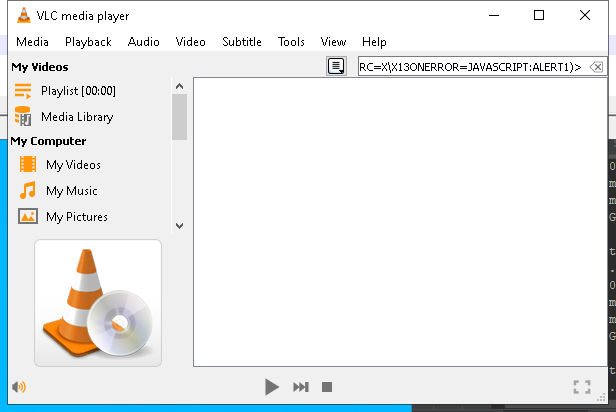 VLC media player
Media Playback Audio Video Subtitle Tools View Help
My Videos
RC=X\X13ONERROR=JAVASCRIPT:ALERT1)>
Playlist [00:00]
Media Library
My Computer
My Videos
My Music
My Pictures